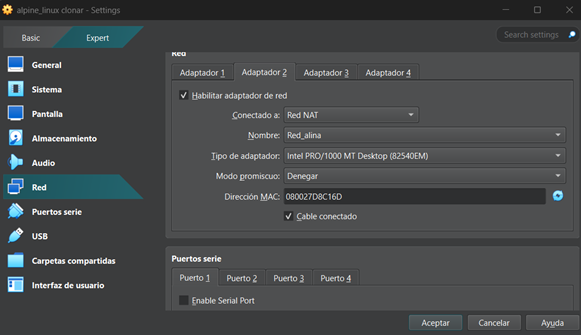 alpine_linux clonar - Settings
Basic
Expert
Search settings
General
Sistema
Pantalla
Almacenamiento
Audio
Red
Puertos serie
USB
Carpetas compartidas
Interfaz de usuario
Red
Adaptador 1
Adaptador 2
Adaptador 3
Adaptador 4
Habilitar adaptador de red
Conectado a: Red NAT
Nombre: Red_alina
Tipo de adaptador: Intel PRO/1000 MT Desktop (82540EM)
Modo promiscuo: Denegar
Dirección MAC: 080027D8C16D
Cable conectado
Puertos serie
Puerto 1
Puerto 2
Puerto 3
Puerto 4
Enable Serial Port
Aceptar
Cancelar
Ayuda